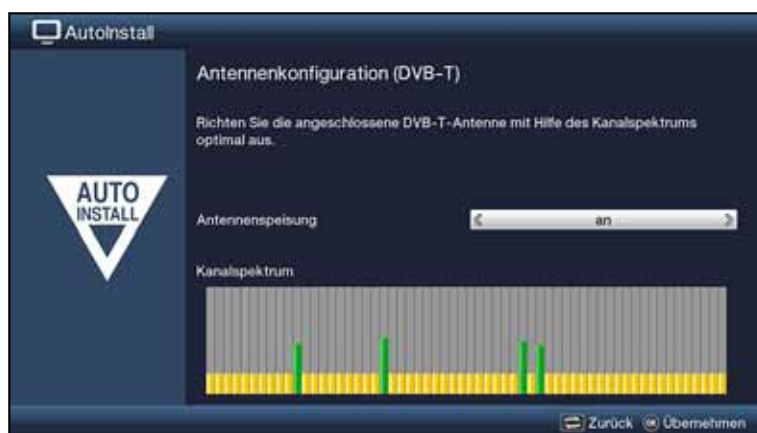 AutoInstall
Antennenkonfiguration (DVB-T)
Richten Sie die angeschlossene DVB-T-Antenne mit Hilfe des Kanalspektrums
optimal aus.
AUTO
INSTALL
Antennenspeisung
an
Kanalspektrum
Zurück OK Übernehmen